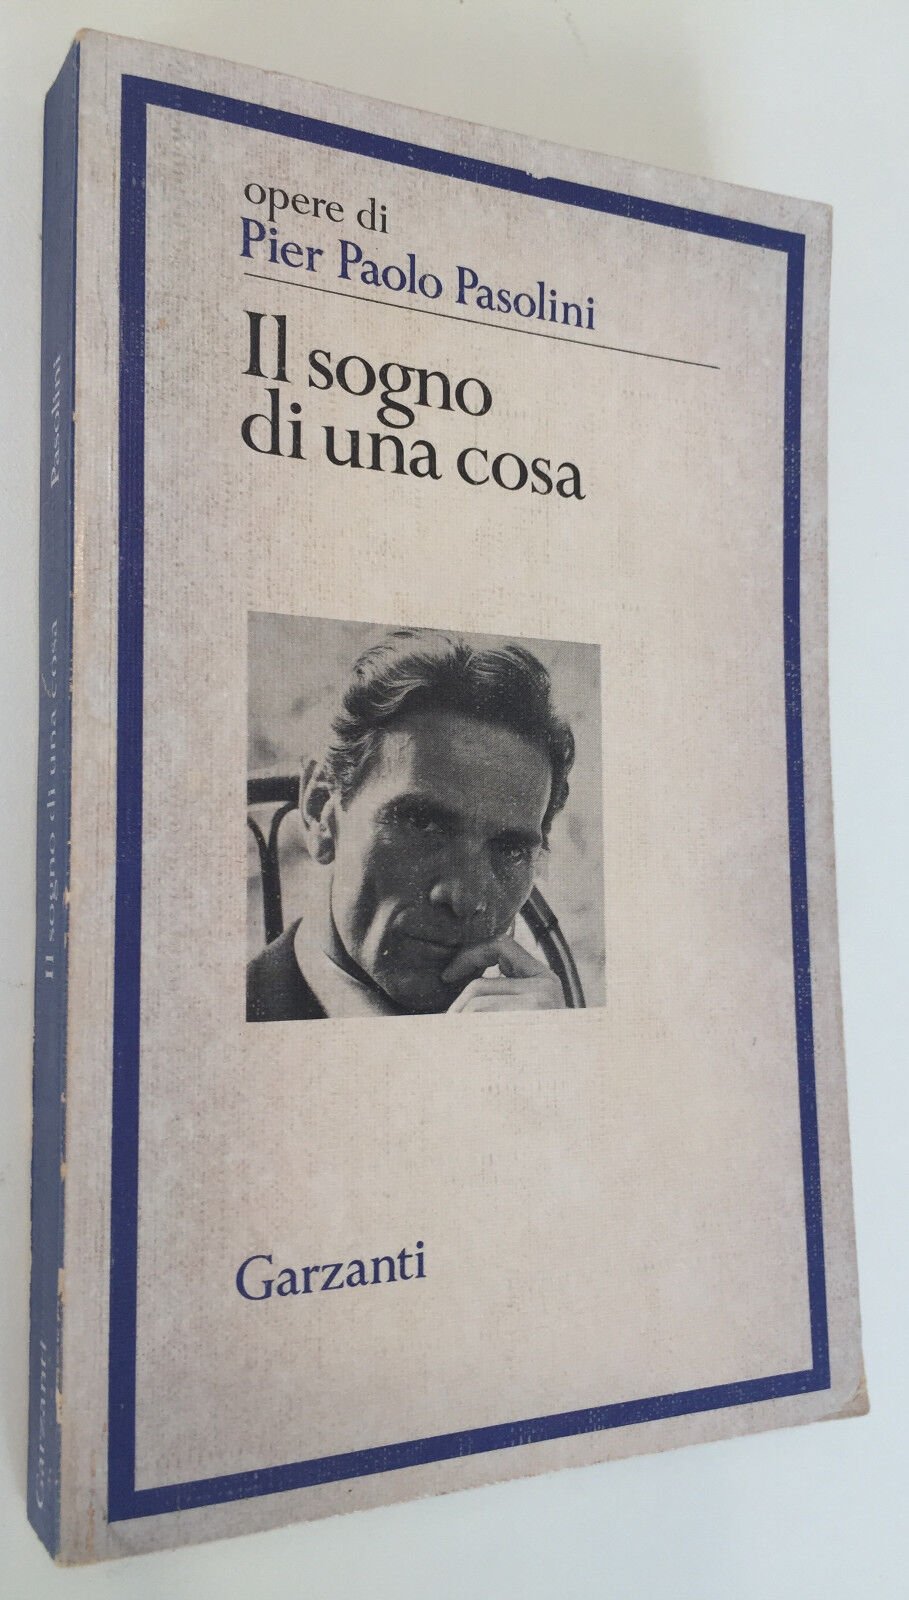 opere di
Pier Paolo Pasolini
Il sogno
di una cosa
Garzanti
Pasolini
Il sogno di una cosa
Garzanti